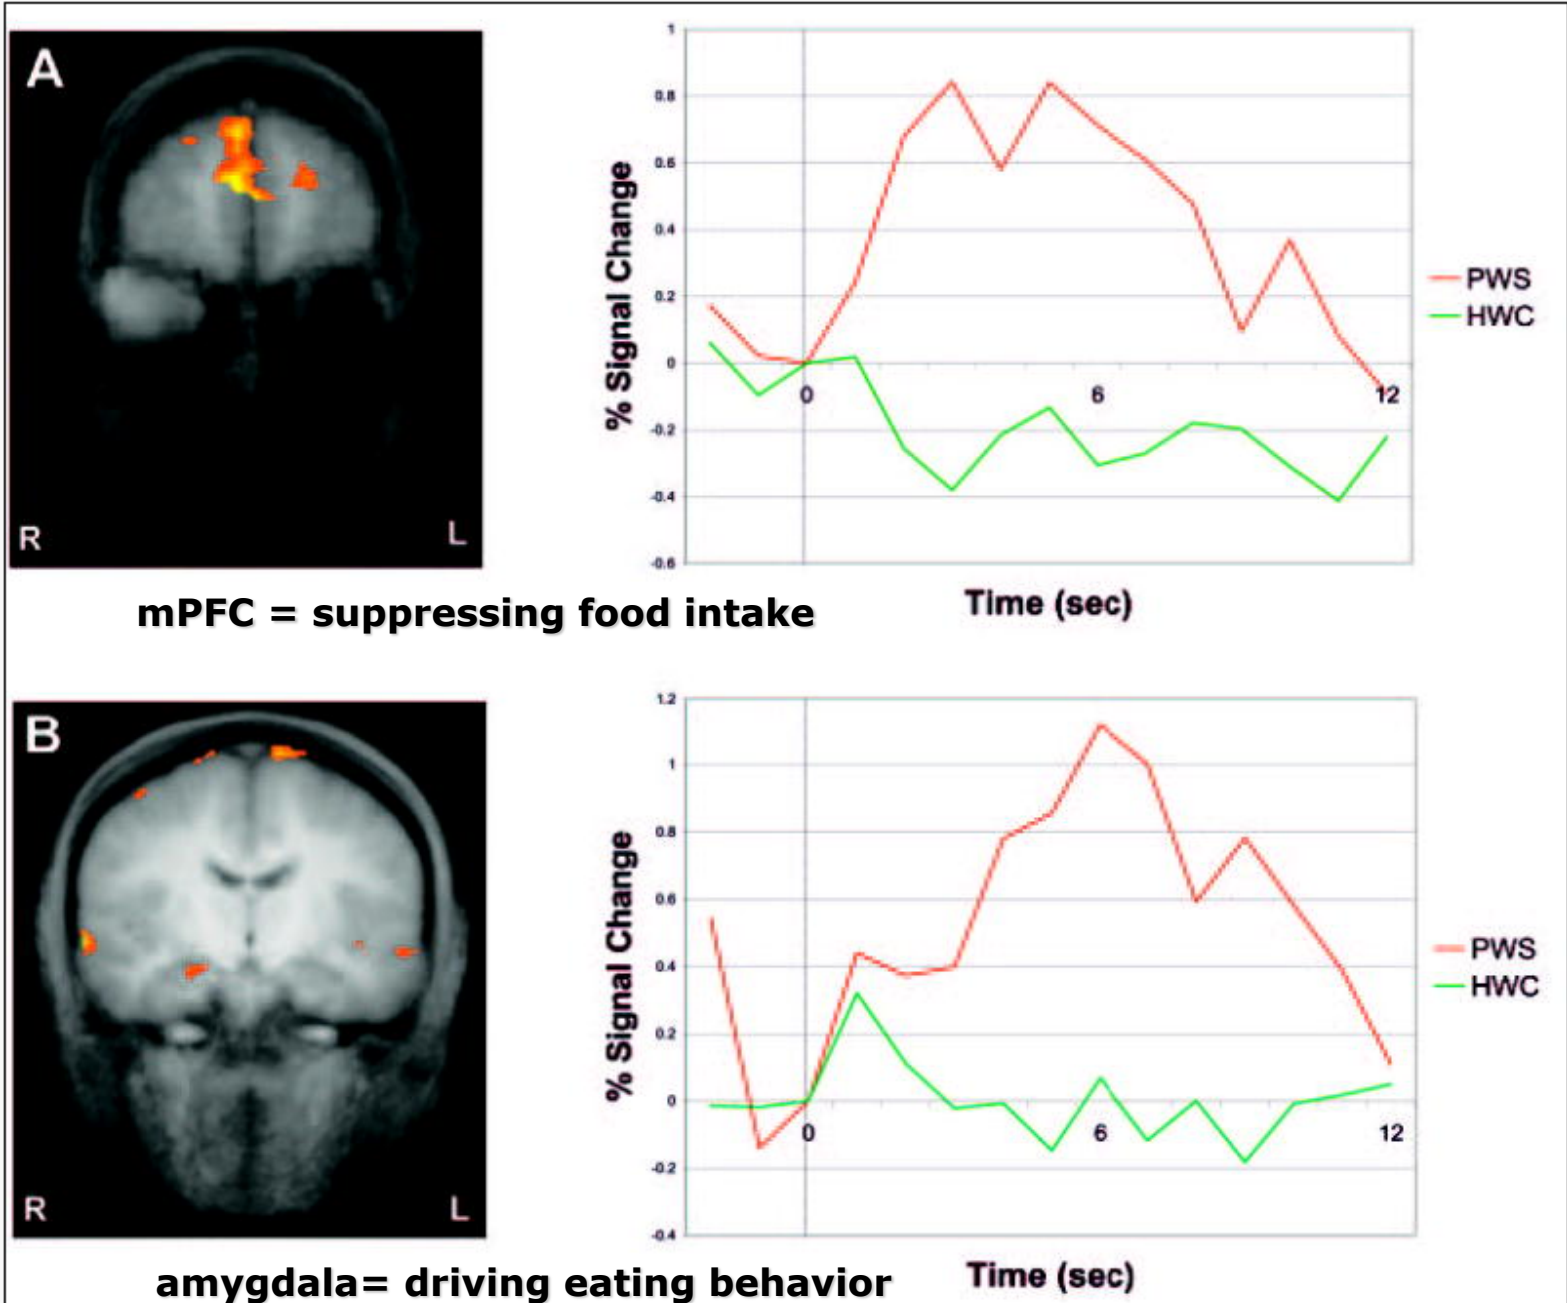 A
R L
1
0.8
0.6
0.4
0.2
0
-0.2
-0.4
-0.6
% Signal Change
0 6 12
Time (sec)
PWS
HWC
mPFC = suppressing food intake
B
R L
1.2
1
0.8
0.6
0.4
0.2
0
-0.2
-0.4
% Signal Change
0 6 12
Time (sec)
PWS
HWC
amygdala= driving eating behavior